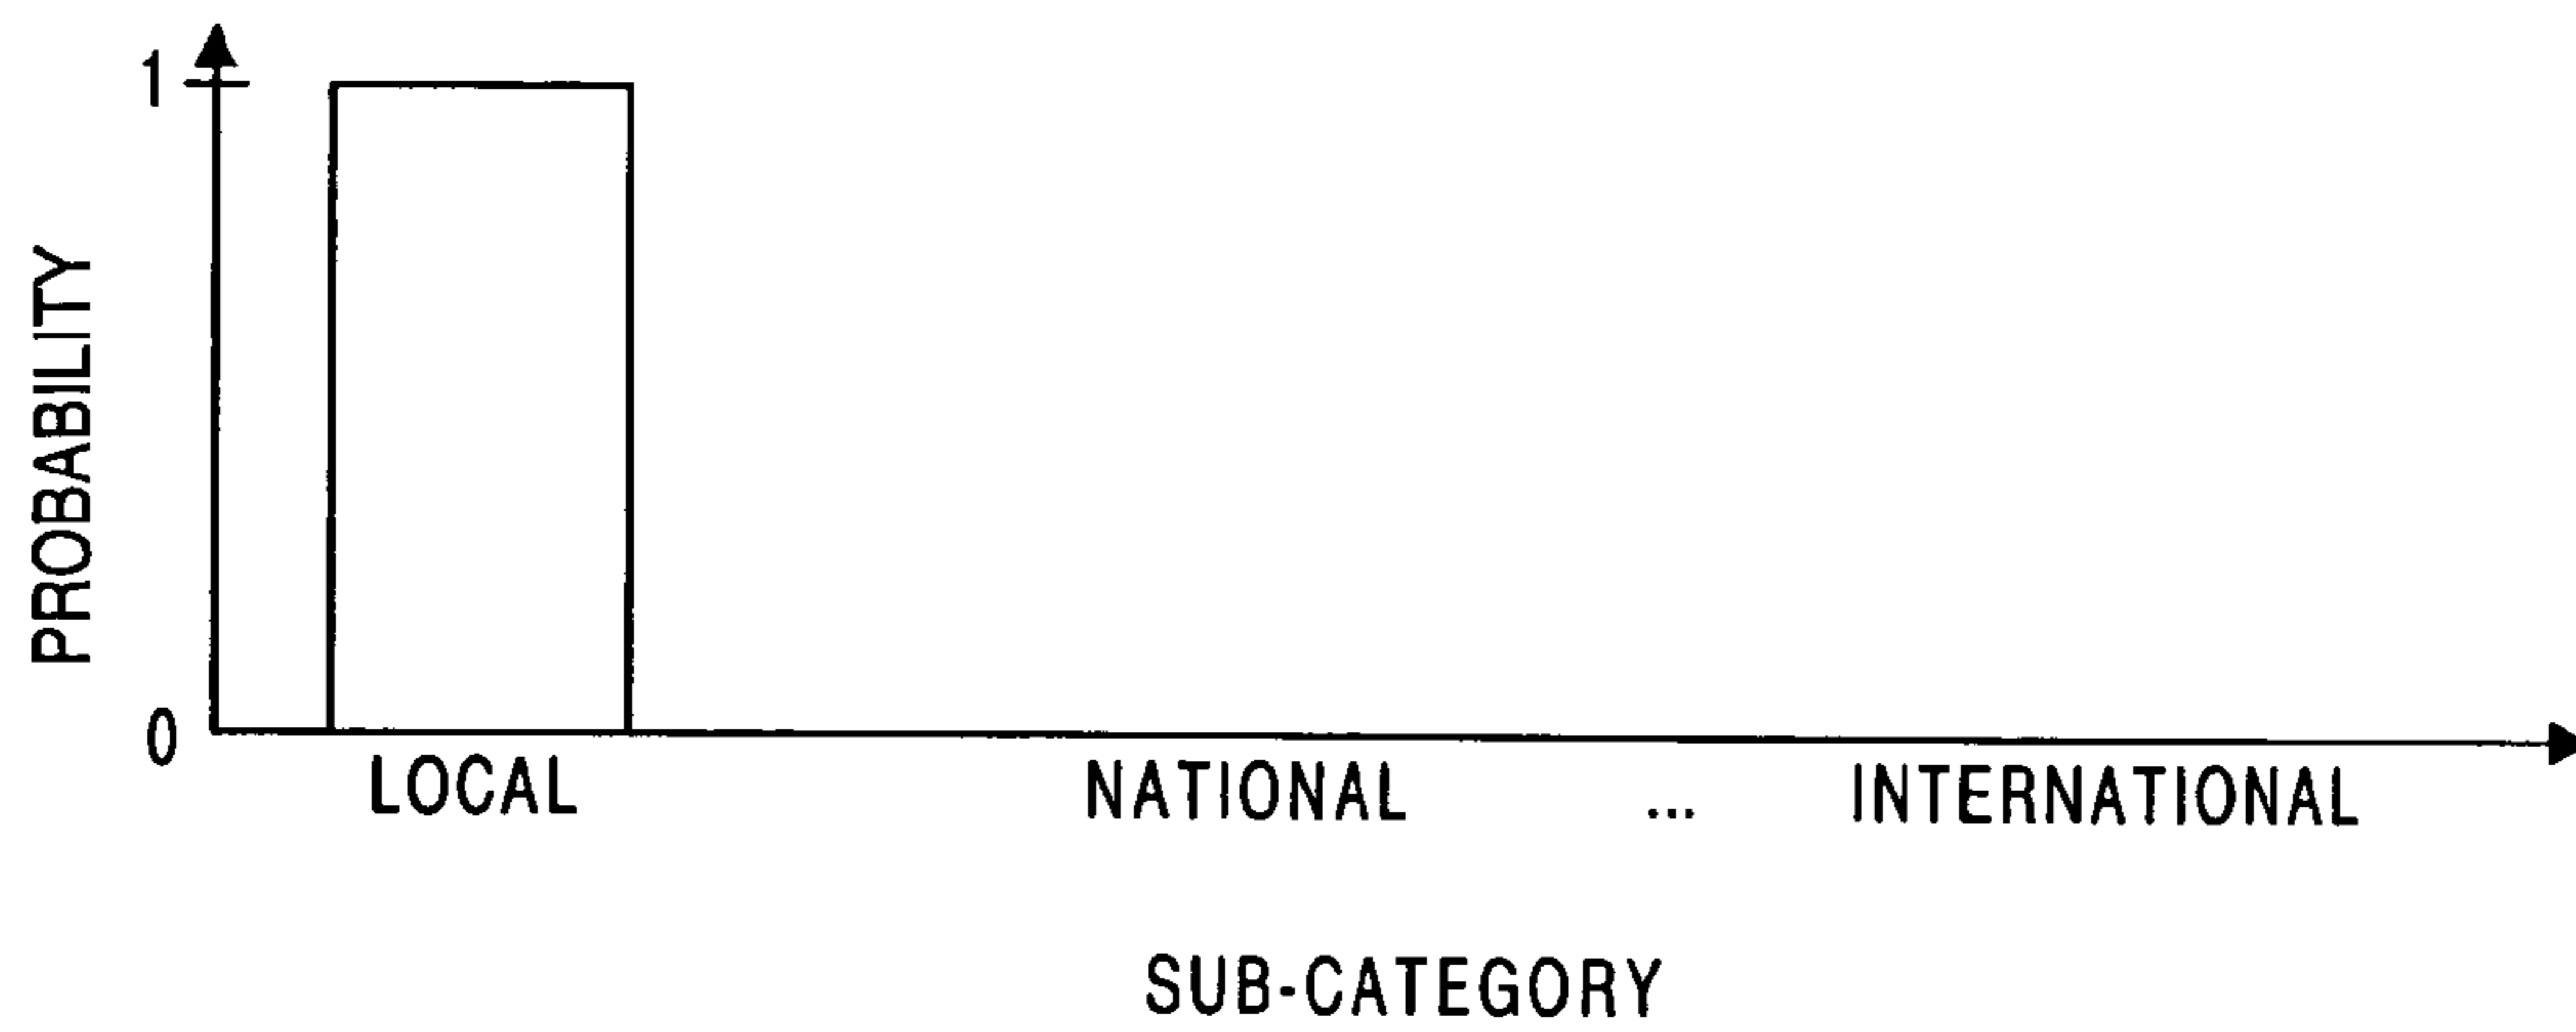 1
PROBABILITY
0
LOCAL NATIONAL ... INTERNATIONAL
SUB-CATEGORY